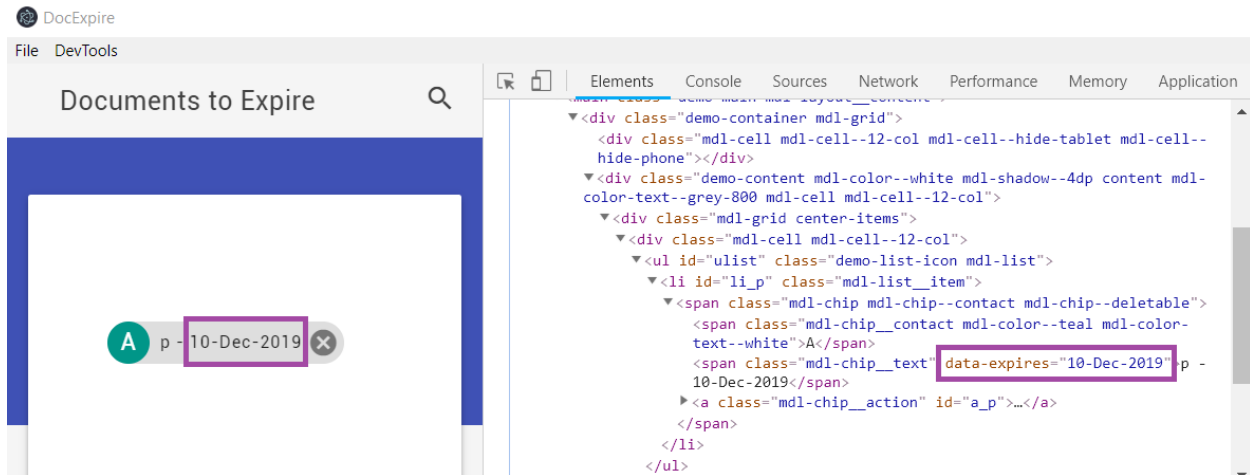 DocExpire
File DevTools
Documents to Expire
A p - 10-Dec-2019
Elements Console Sources Network Performance Memory Application
<main class="demo-main mdl-layout__content">
▼<div class="demo-container mdl-grid">
<div class="mdl-cell mdl-cell--12-col mdl-cell--hide-tablet mdl-cell--
hide-phone"></div>
▼<div class="demo-content mdl-color--white mdl-shadow--4dp content mdl-
color-text--grey-800 mdl-cell mdl-cell--12-col">
▼<div class="mdl-grid center-items">
▼<div class="mdl-cell mdl-cell--12-col">
▼<ul id="ulist" class="demo-list-icon mdl-list">
▼<li id="li_p" class="mdl-list__item">
▼<span class="mdl-chip mdl-chip--contact mdl-chip--deletable">
<span class="mdl-chip__contact mdl-color--teal mdl-color-
text--white">A</span>
<span class="mdl-chip__text" data-expires="10-Dec-2019">p -
10-Dec-2019</span>
▶<a class="mdl-chip__action" id="a_p">…</a>
</span>
</li>
</ul>